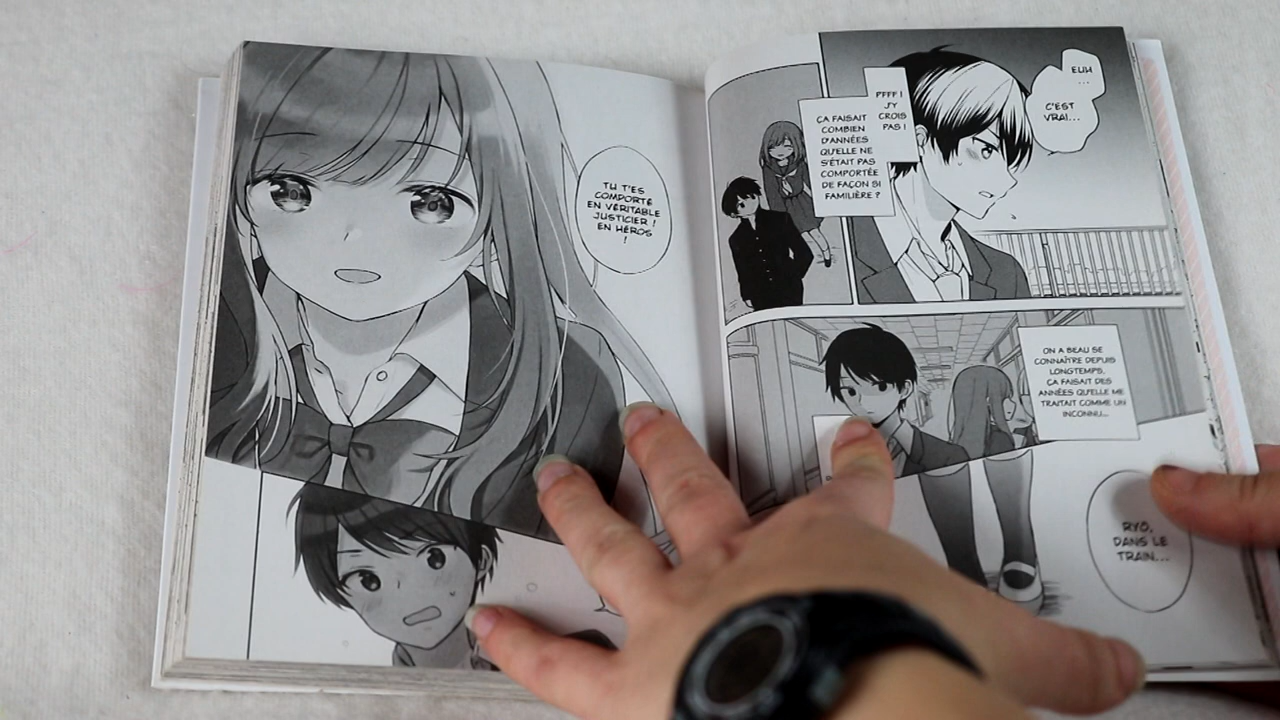 EUH
...
C'EST
VRAI...
PFFF !
J'Y
CROIS
PAS !
ÇA FAISAIT
COMBIEN
D'ANNÉES
QU'ELLE NE
S'ÉTAIT PAS
COMPORTÉE
DE FAÇON SI
FAMILIÈRE ?
ON A BEAU SE
CONNAÎTRE DEPUIS
LONGTEMPS,
ÇA FAISAIT DES
ANNÉES QU'ELLE ME
TRAITAIT COMME UN
INCONNU...
RYO,
DANS LE
TRAIN...
TU T'ES
COMPORTÉ
EN VÉRITABLE
JUSTICIER !
EN HÉROS
!